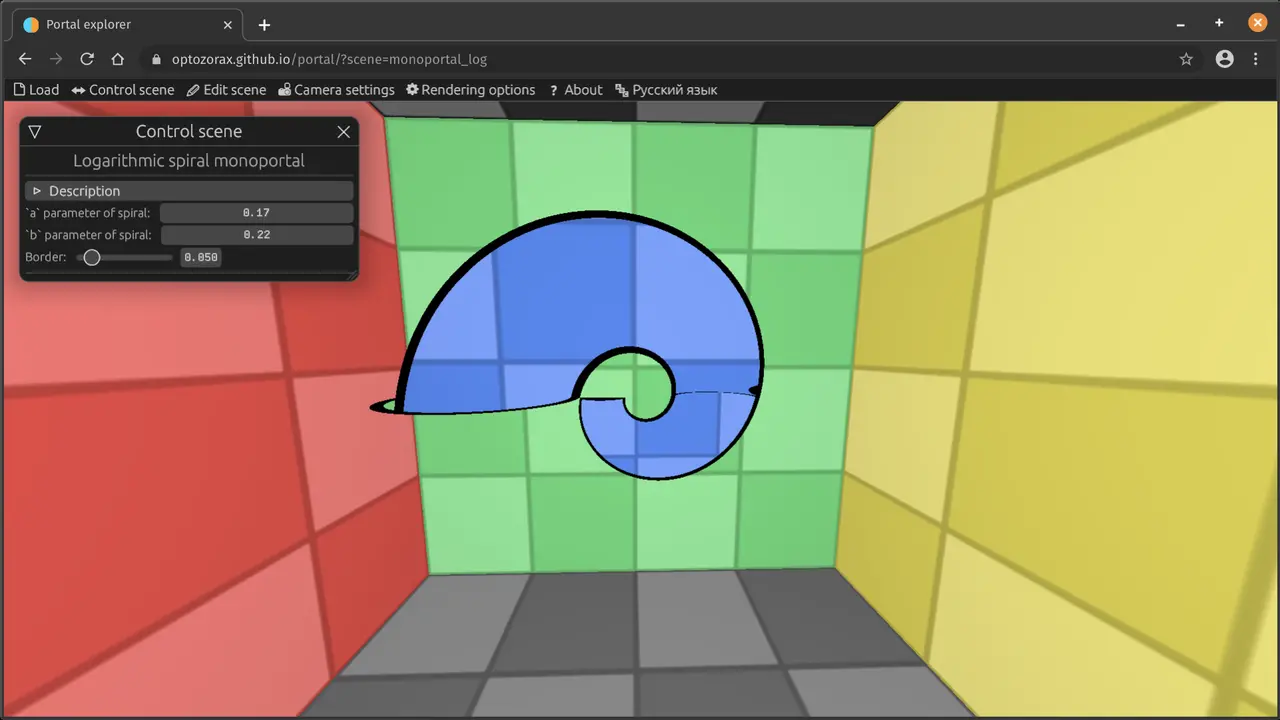 Portal explorer
optozorax.github.io/portal/?scene=monoportal_log
Load Control scene Edit scene Camera settings Rendering options ? About Русский язык
Control scene
Logarithmic spiral monoportal
Description
`a` parameter of spiral: 0.17
`b` parameter of spiral: 0.22
Border: 0.050